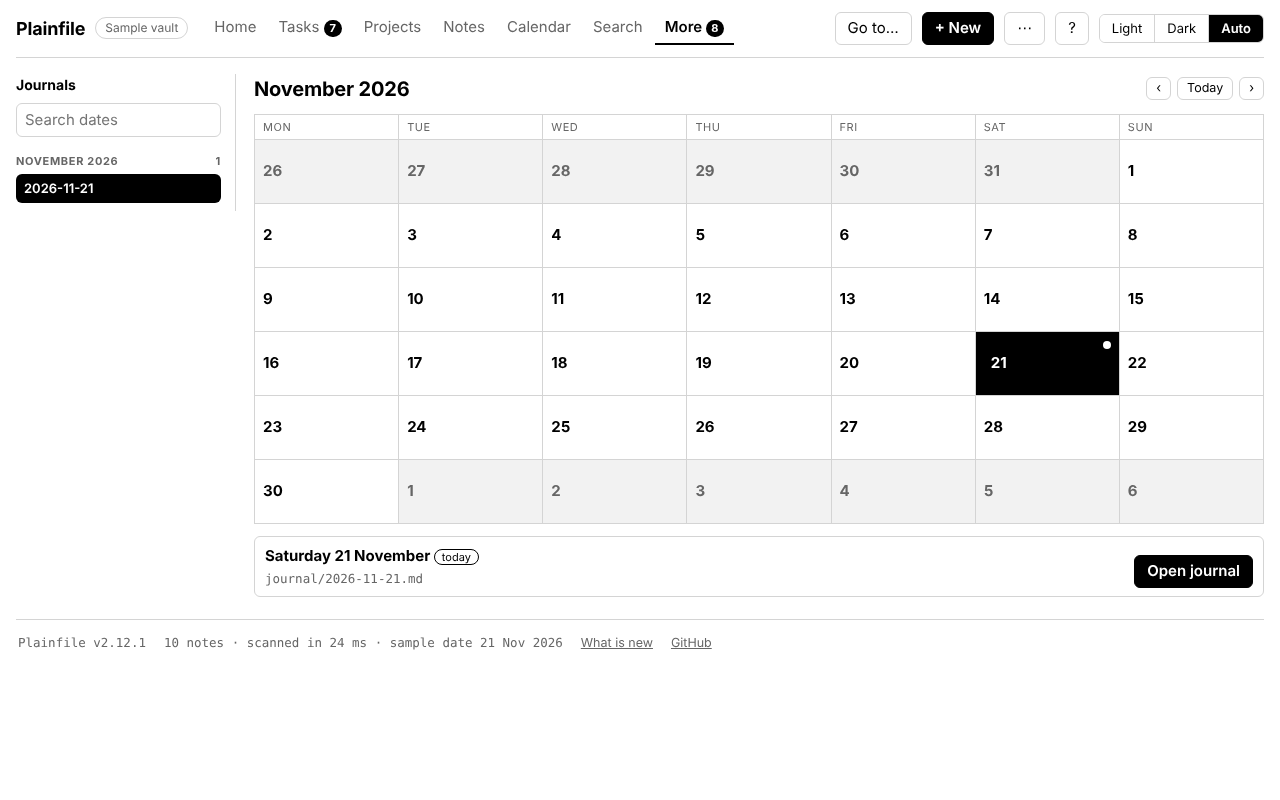 Plainfile Sample vault Home Tasks 7 Projects Notes Calendar Search More 8 Go to... + New ··· ? Light Dark Auto
Journals
Search dates
NOVEMBER 2026 1
2026-11-21
November 2026 ‹ Today ›
MON TUE WED THU FRI SAT SUN
26 27 28 29 30 31 1
2 3 4 5 6 7 8
9 10 11 12 13 14 15
16 17 18 19 20 21 22
23 24 25 26 27 28 29
30 1 2 3 4 5 6
Saturday 21 November today
journal/2026-11-21.md
Open journal
Plainfile v2.12.1 10 notes · scanned in 24 ms · sample date 21 Nov 2026 What is new GitHub